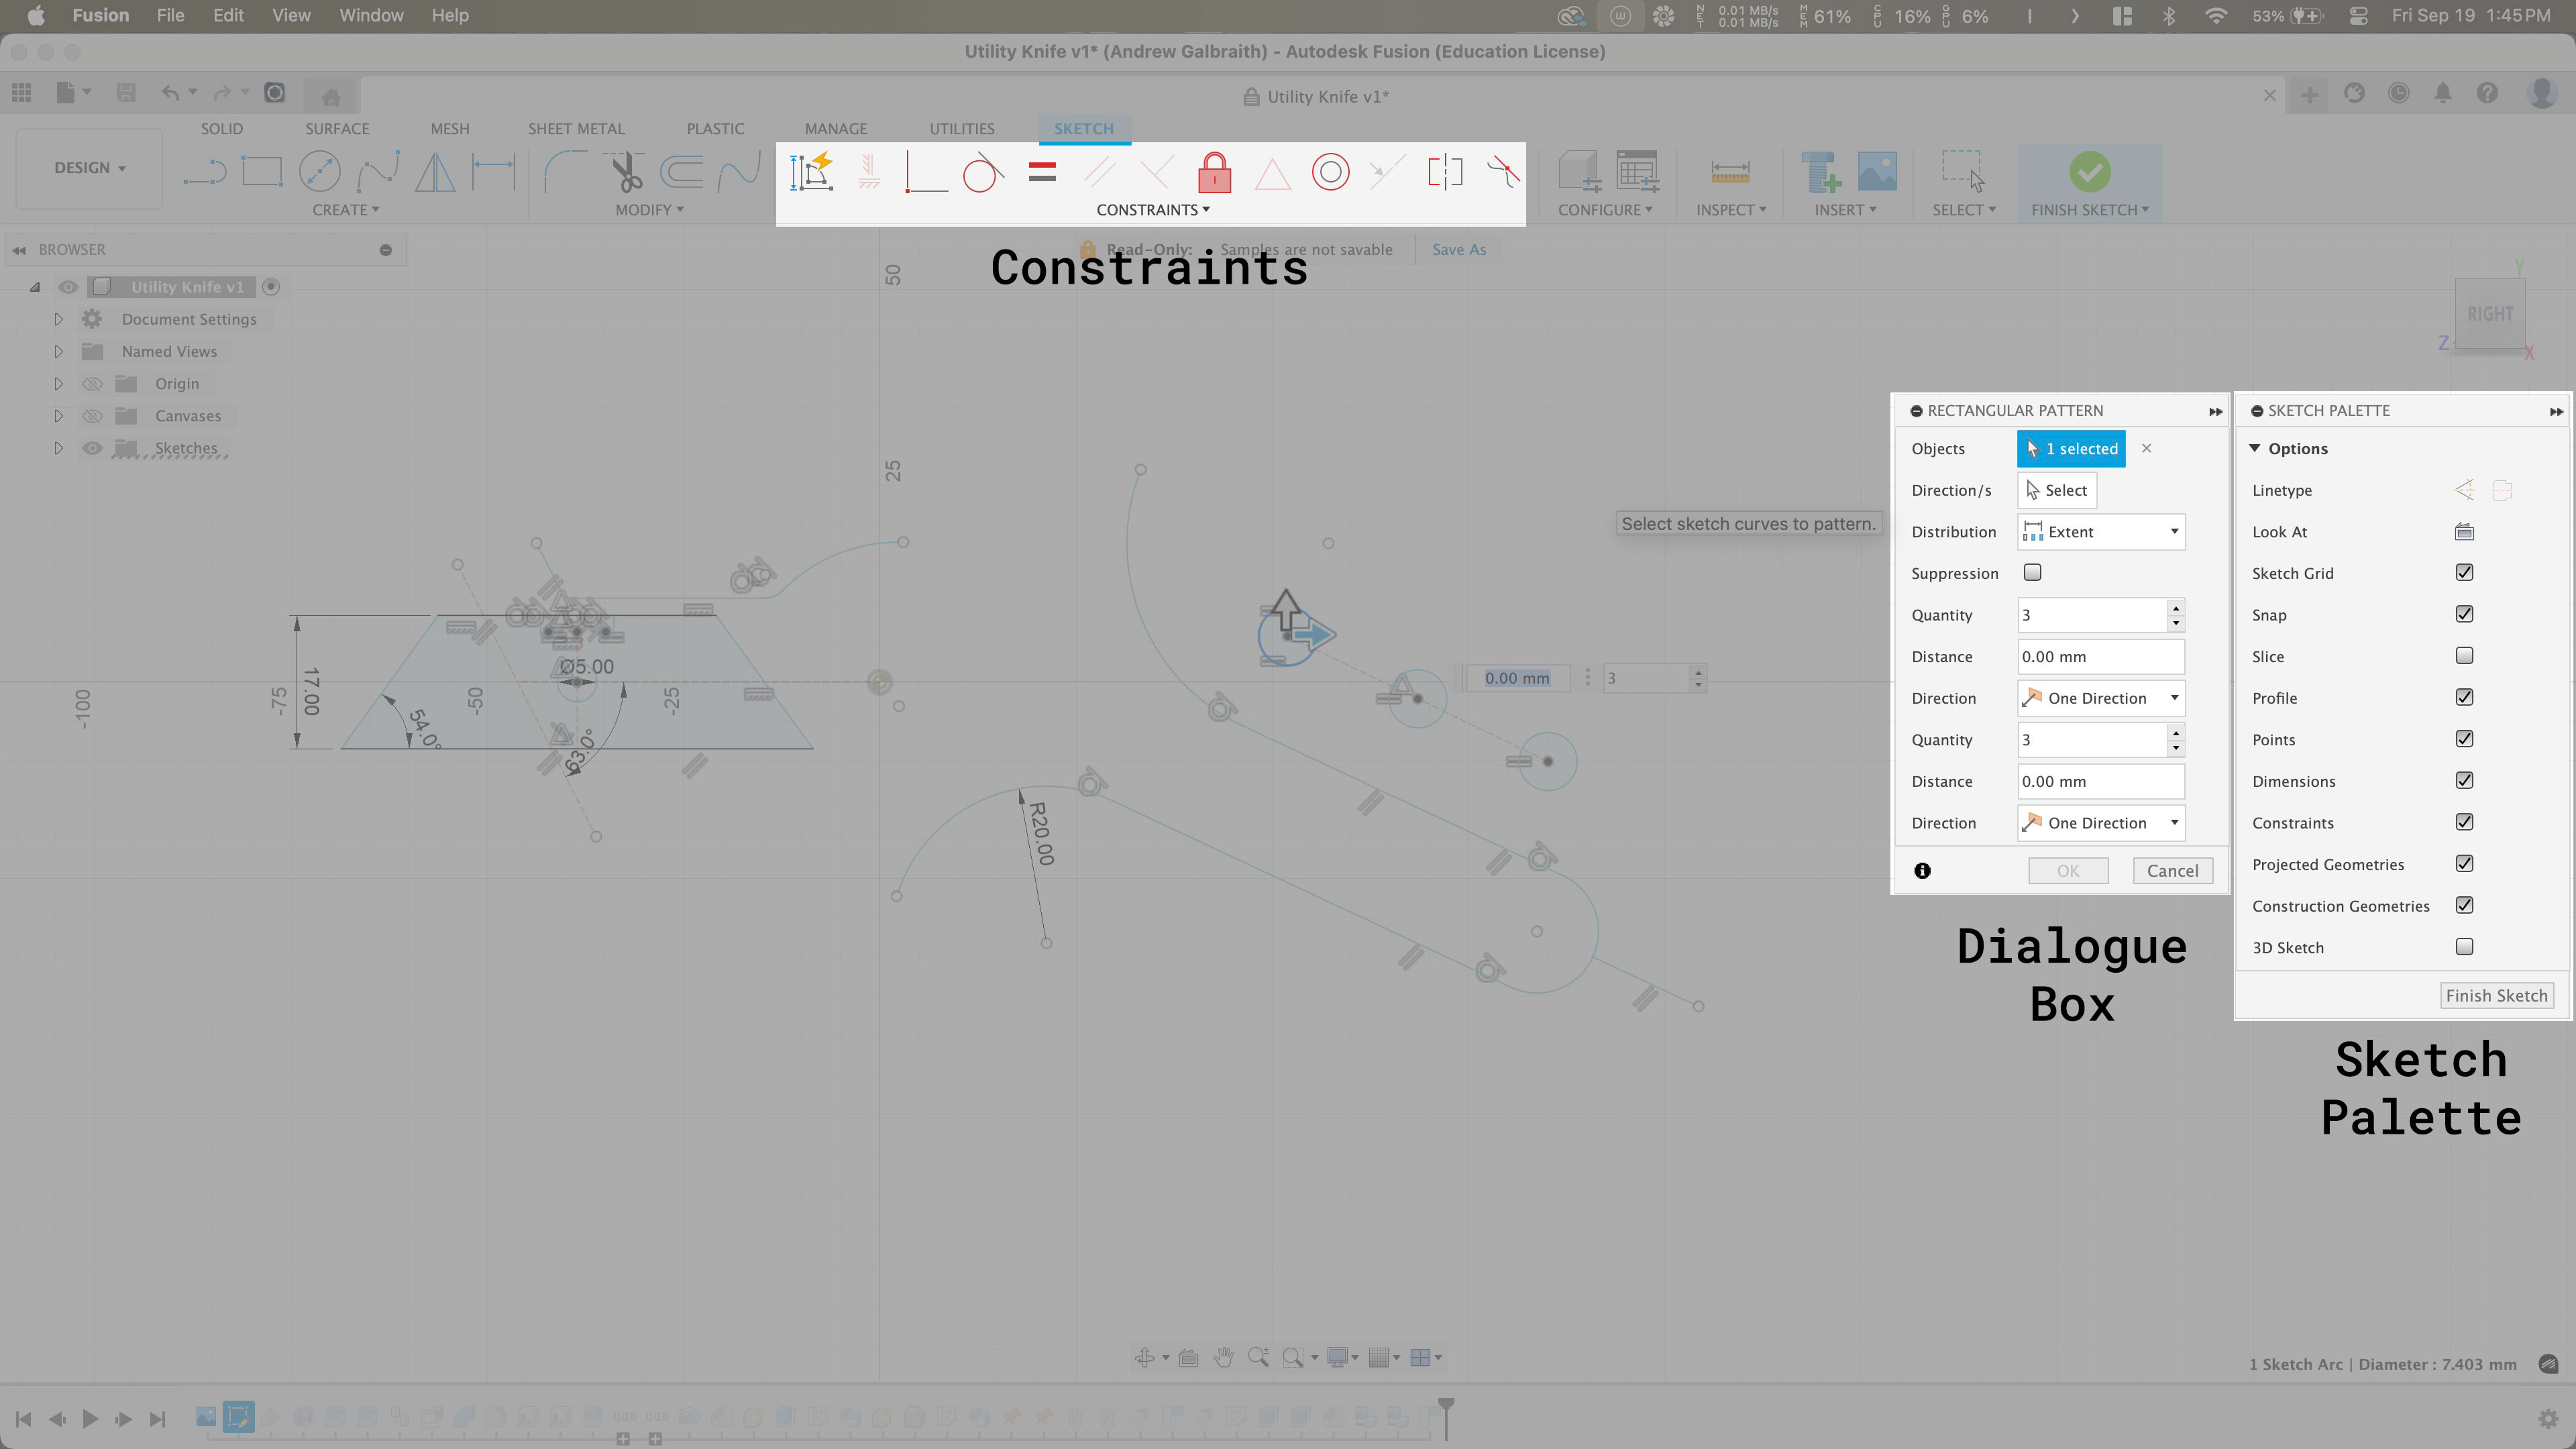 Fusion File Edit View Window Help
NET 0.01 MB/s 0.01 MB/s MEM 61% CPU 16% GPU 6% 53% Fri Sep 19 1:45 PM
Utility Knife v1* (Andrew Galbraith) - Autodesk Fusion (Education License)
Utility Knife v1*
SOLID SURFACE MESH SHEET METAL PLASTIC MANAGE UTILITIES SKETCH
DESIGN
CREATE MODIFY CONSTRAINTS CONFIGURE INSPECT INSERT SELECT FINISH SKETCH
BROWSER
Read-Only: Samples are not savable Save As
Constraints
Utility Knife v1
Document Settings
Named Views
Origin
Canvases
Sketches
Y
RIGHT
Z
X
50
25
-100
-75
-50
-25
17.00
54.0°
Ø5.00
63.0°
R20.00
0.00 mm 3
Select sketch curves to pattern.
RECTANGULAR PATTERN
Objects 1 selected
Direction/s Select
Distribution Extent
Suppression
Quantity 3
Distance 0.00 mm
Direction One Direction
Quantity 3
Distance 0.00 mm
Direction One Direction
OK Cancel
Dialogue
Box
SKETCH PALETTE
Options
Linetype
Look At
Sketch Grid
Snap
Slice
Profile
Points
Dimensions
Constraints
Projected Geometries
Construction Geometries
3D Sketch
Finish Sketch
Sketch
Palette
1 Sketch Arc | Diameter : 7.403 mm